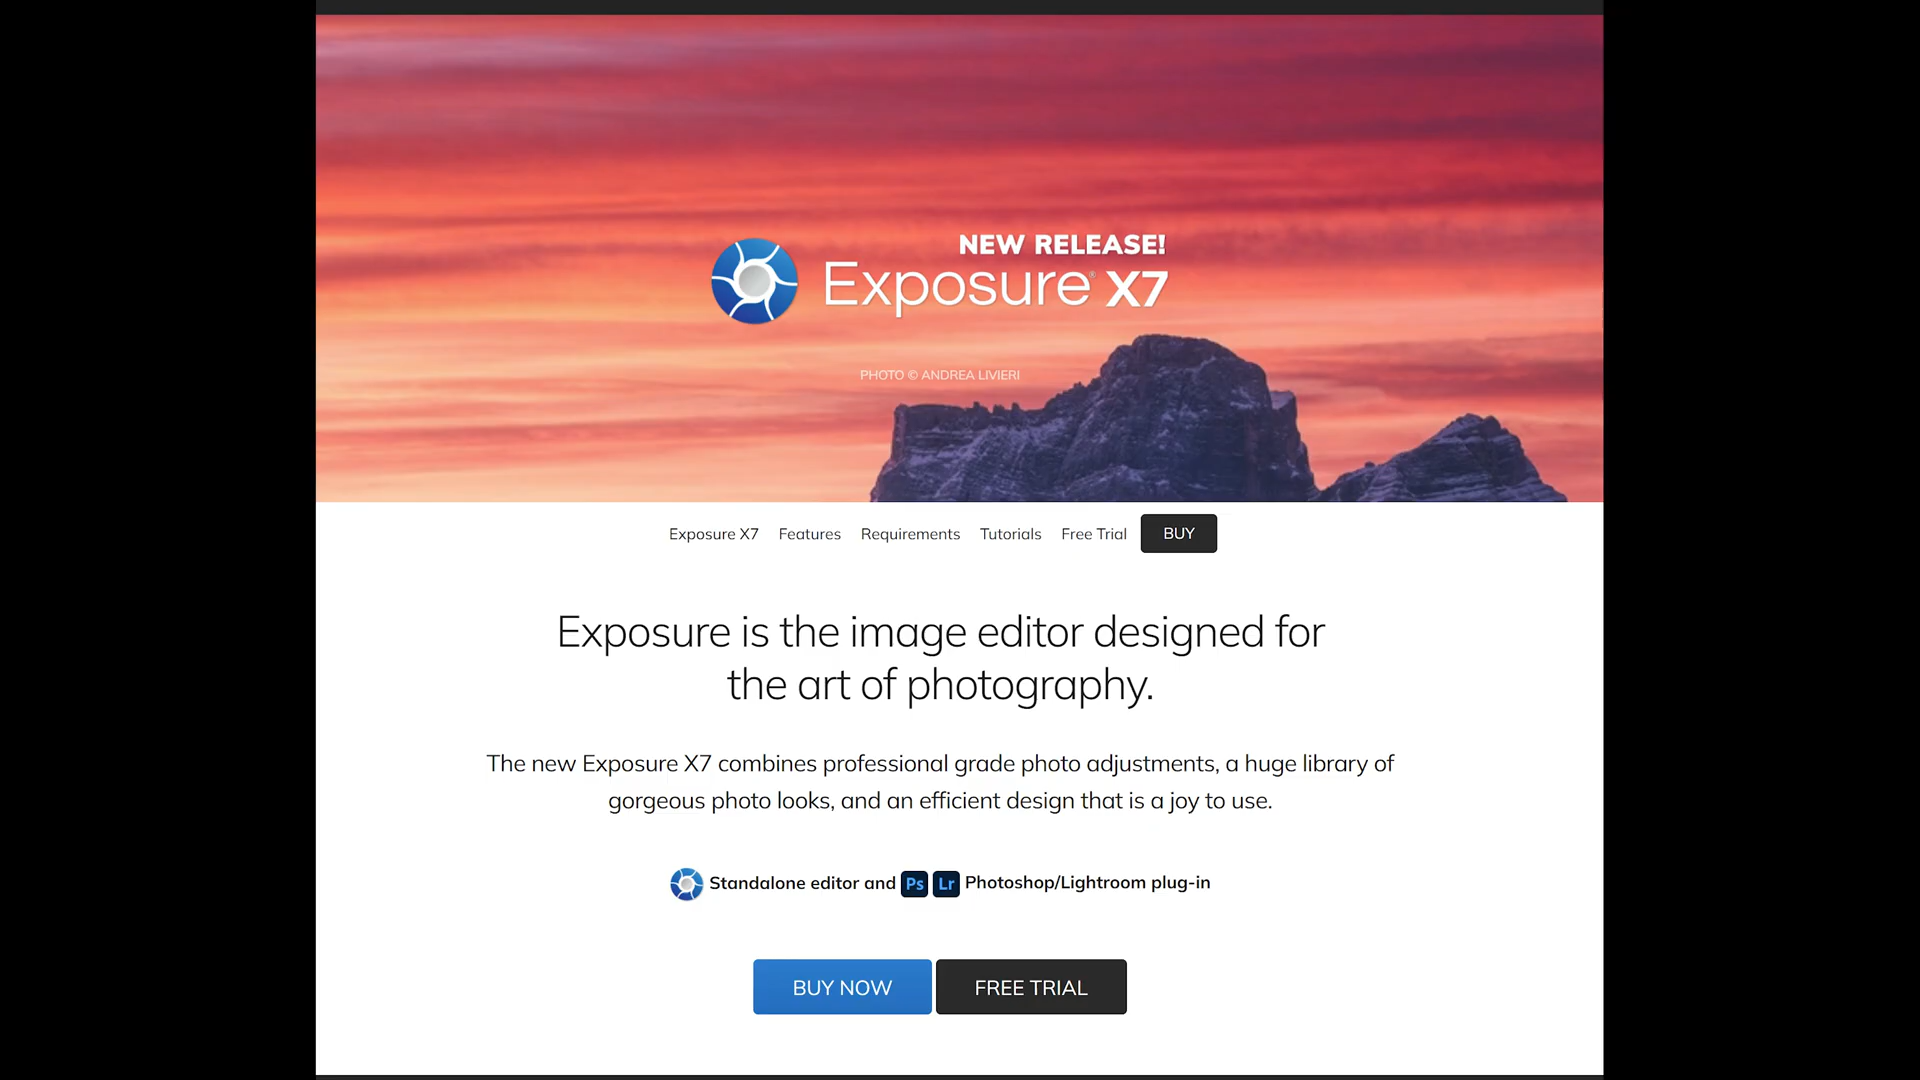 NEW RELEASE!
Exposure® X7
PHOTO © ANDREA LIVIERI
Exposure X7 Features Requirements Tutorials Free Trial BUY
Exposure is the image editor designed for
the art of photography.
The new Exposure X7 combines professional grade photo adjustments, a huge library of
gorgeous photo looks, and an efficient design that is a joy to use.
Standalone editor and Ps Lr Photoshop/Lightroom plug-in
BUY NOW FREE TRIAL